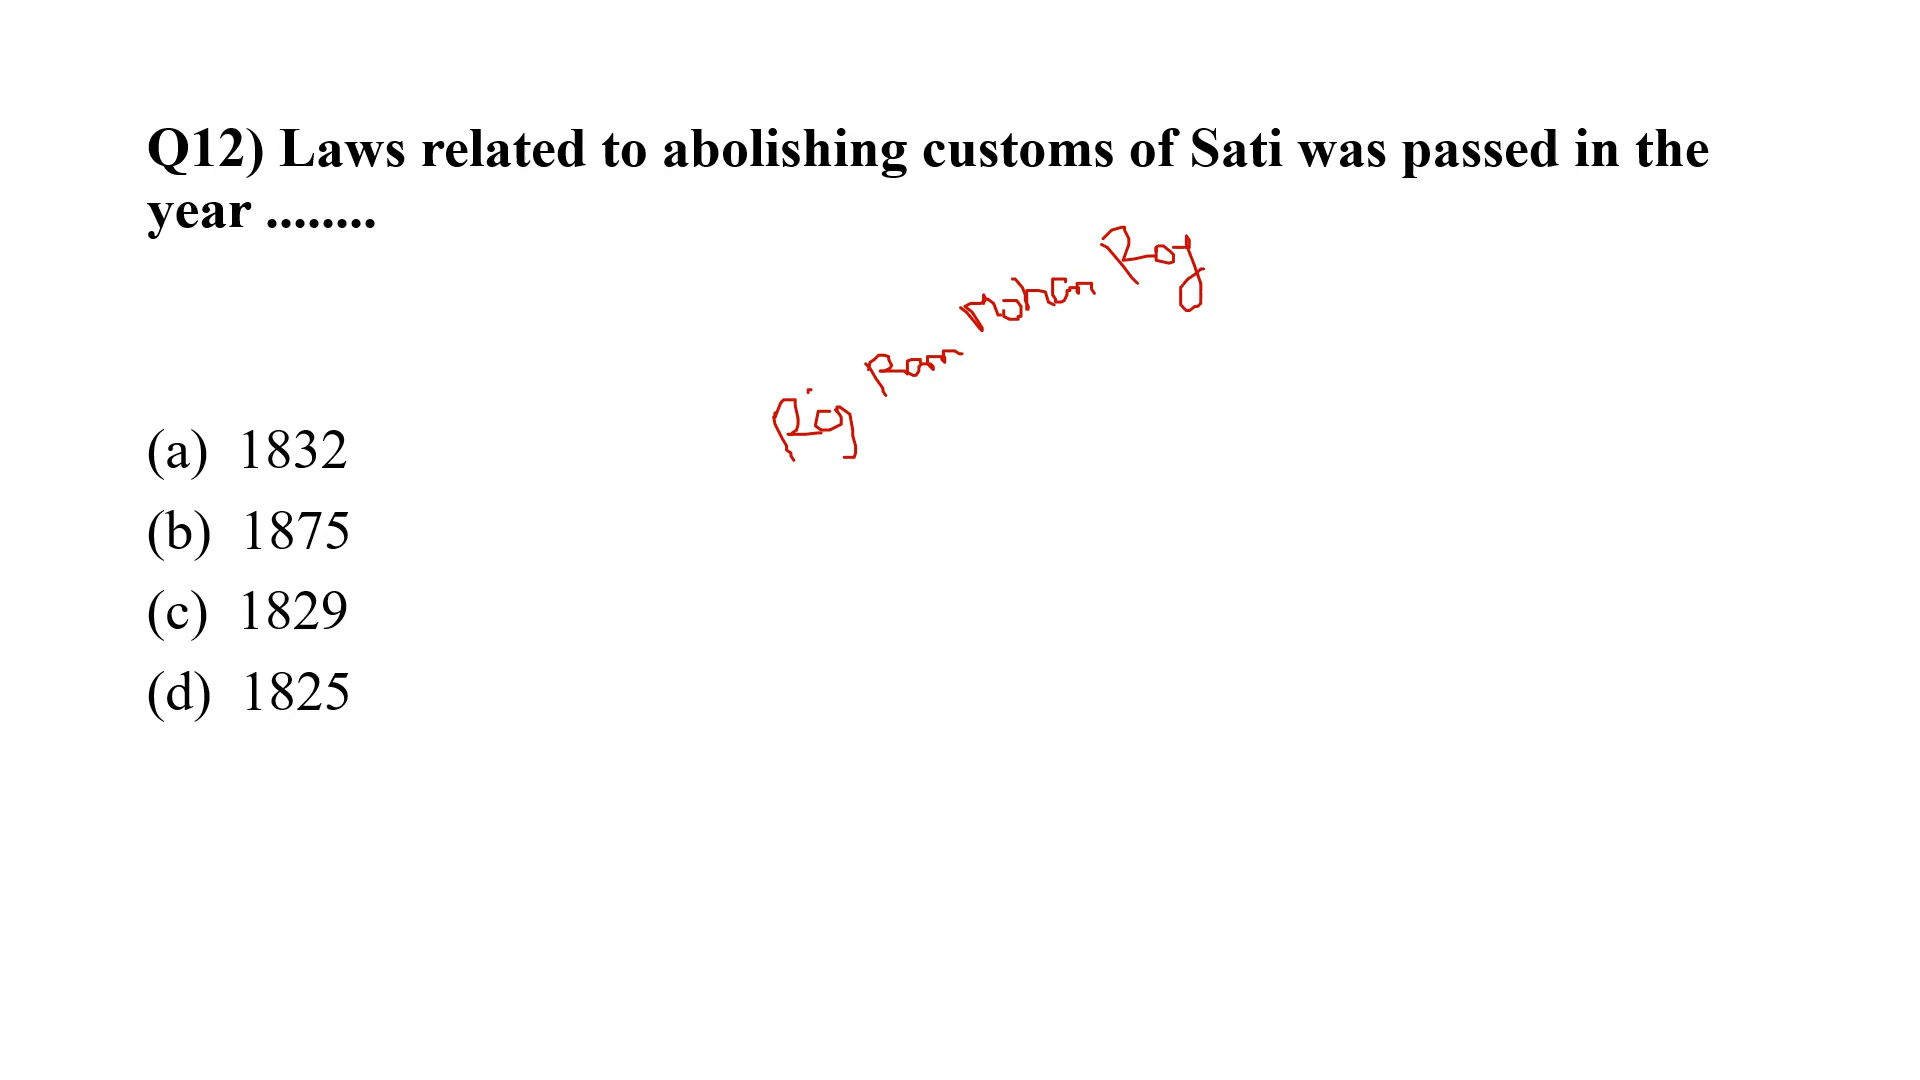 Q12) Laws related to abolishing customs of Sati was passed in the
year ........
Ram Mohan Roy
(a) 1832
(b) 1875
(c) 1829
(d) 1825